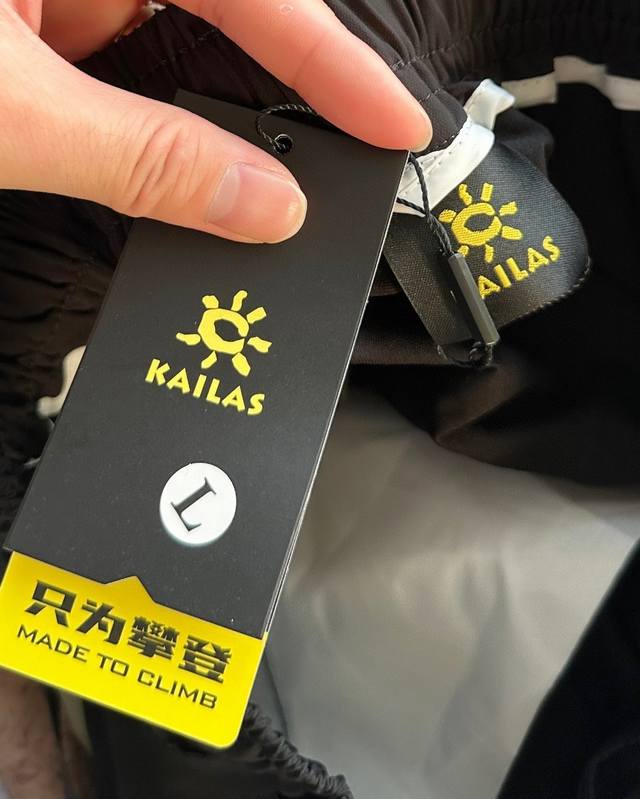 KAILAS
L
只为攀登
MADE TO CLIMB
KAILAS